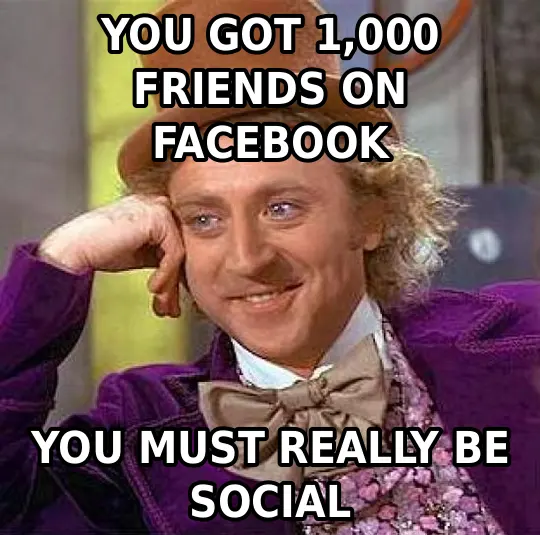 YOU GOT 1,000
FRIENDS ON
FACEBOOK
YOU MUST REALLY BE
SOCIAL